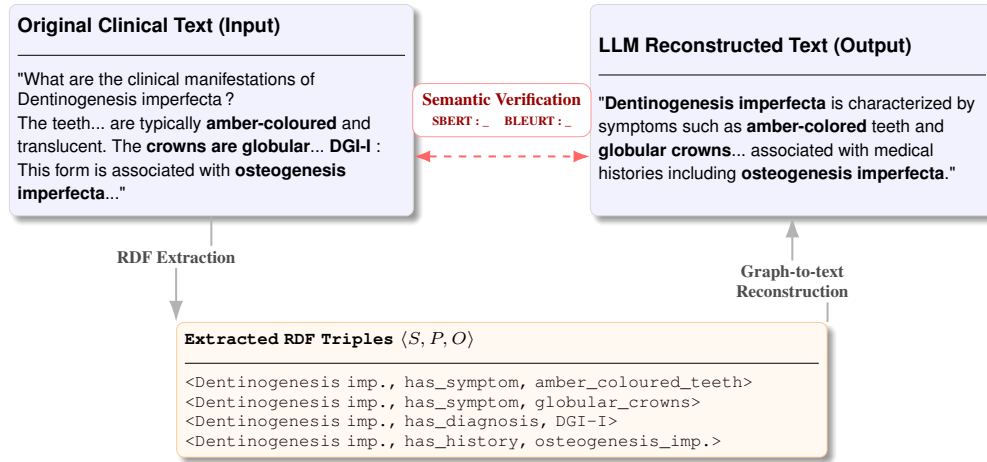 Original Clinical Text (Input)
"What are the clinical manifestations of
Dentinogenesis imperfecta ?
The teeth... are typically amber-coloured and
translucent. The crowns are globular... DGI-I :
This form is associated with osteogenesis
imperfecta..."
Semantic Verification
SBERT : _ BLEURT : _
LLM Reconstructed Text (Output)
"Dentinogenesis imperfecta is characterized by
symptoms such as amber-colored teeth and
globular crowns... associated with medical
histories including osteogenesis imperfecta."
RDF Extraction
Graph-to-text
Reconstruction
Extracted RDF Triples ⟨S, P, O⟩
<Dentinogenesis imp., has_symptom, amber_coloured_teeth>
<Dentinogenesis imp., has_symptom, globular_crowns>
<Dentinogenesis imp., has_diagnosis, DGI-I>
<Dentinogenesis imp., has_history, osteogenesis_imp.>